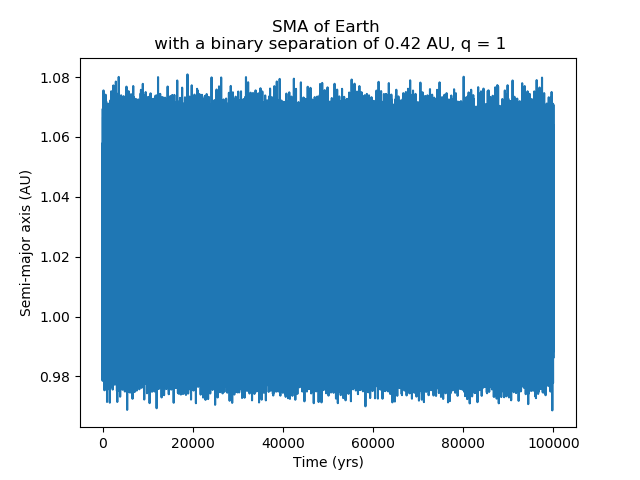 SMA of Earth
with a binary separation of 0.42 AU, q = 1
1.08
1.06
1.04
1.02
1.00
0.98
Semi-major axis (AU)
0 20000 40000 60000 80000 100000
Time (yrs)